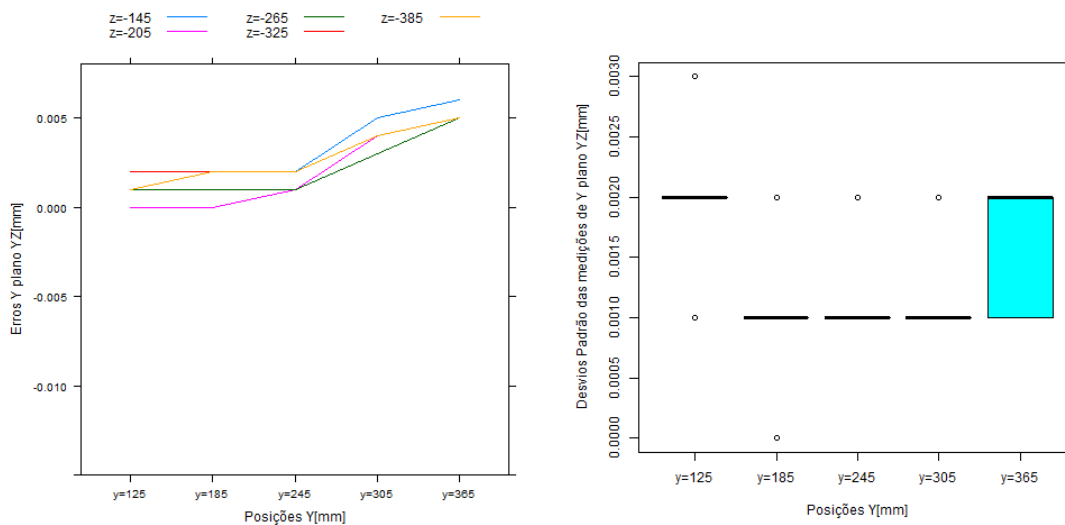 z=-145 z=-265 z=-385
z=-205 z=-325
Erros Y plano YZ[mm]
0.005
0.000
-0.005
-0.010
y=125 y=185 y=245 y=305 y=365
Posições Y[mm]
Desvios Padrão das medições de Y plano YZ[mm]
0.0030
0.0025
0.0020
0.0015
0.0010
0.0005
0.0000
y=125 y=185 y=245 y=305 y=365
Posições Y[mm]